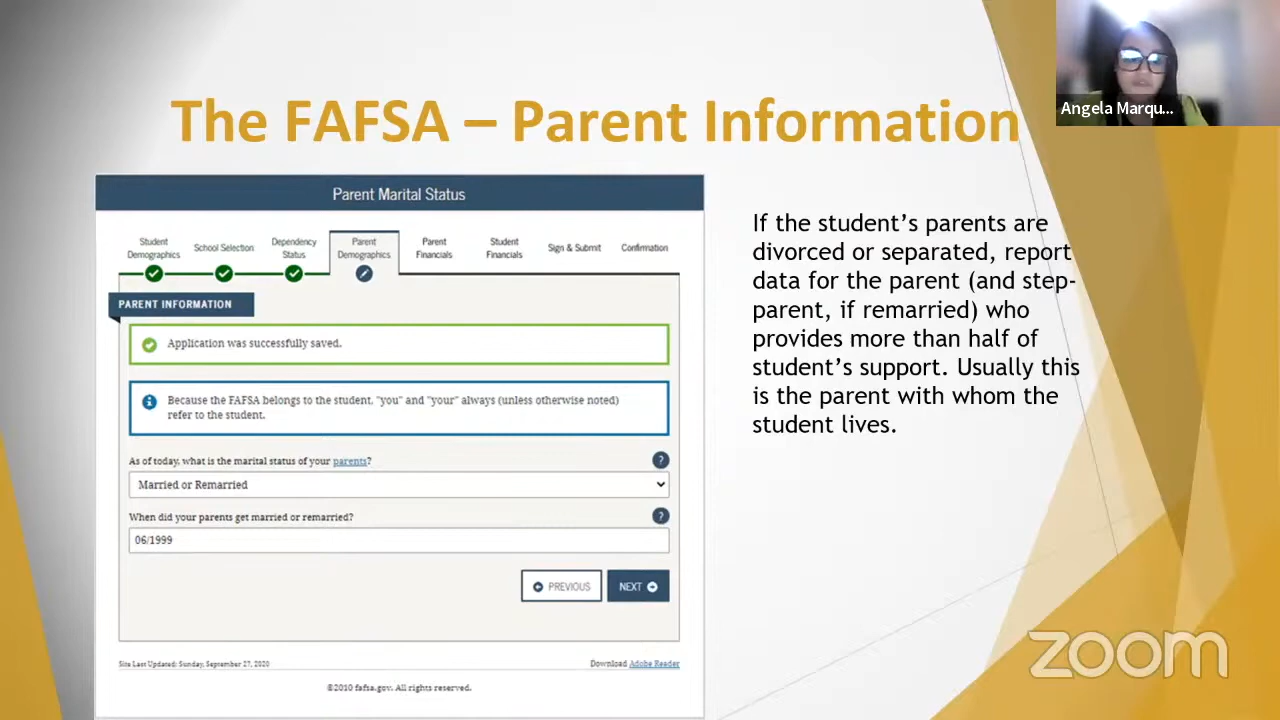 Angela Marqu...
The FAFSA – Parent Information
Parent Marital Status
Student
Demographics
School Selection
Dependency
Status
Parent
Demographics
Parent
Financials
Student
Financials
Sign & Submit
Confirmation
PARENT INFORMATION
Application was successfully saved.
Because the FAFSA belongs to the student, "you" and "your" always (unless otherwise noted)
refer to the student.
As of today, what is the marital status of your parents?
?
Married or Remarried
When did your parents get married or remarried?
?
06/1999
PREVIOUS
NEXT
Site Last Updated: Sunday, September 27, 2020
Download Adobe Reader
©2010 fafsa.gov. All rights reserved.
If the student’s parents are
divorced or separated, report
data for the parent (and step-
parent, if remarried) who
provides more than half of
student’s support. Usually this
is the parent with whom the
student lives.
zoom